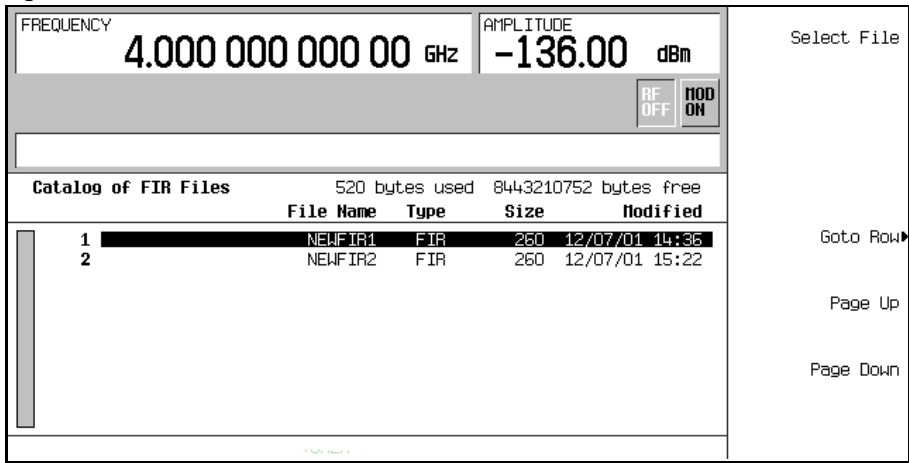 FREQUENCY
4.000 000 000 00 GHz
AMPLITUDE
-136.00 dBm
Select File
RF OFF
MOD ON
Catalog of FIR Files 520 bytes used 8443210752 bytes free
File Name Type Size Modified
1 NEWFIR1 FIR 260 12/07/01 14:36
2 NEWFIR2 FIR 260 12/07/01 15:22
Goto Row
Page Up
Page Down